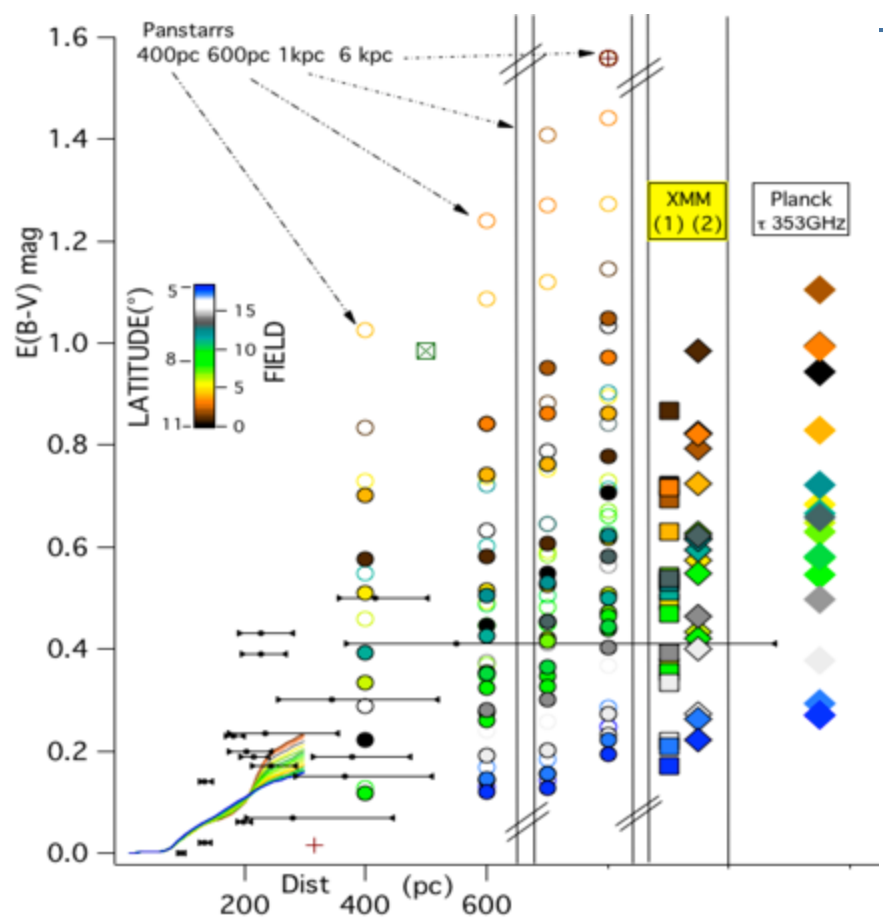 Panstarrs
400pc 600pc 1kpc 6 kpc
1.6
1.4
1.2
1.0
0.8
0.6
0.4
0.2
0.0
E(B-V) mag
XMM
(1) (2)
Planck
τ 353GHz
LATITUDE(°)
5
8
11
15
10
5
0
FIELD
Dist (pc)
200 400 600